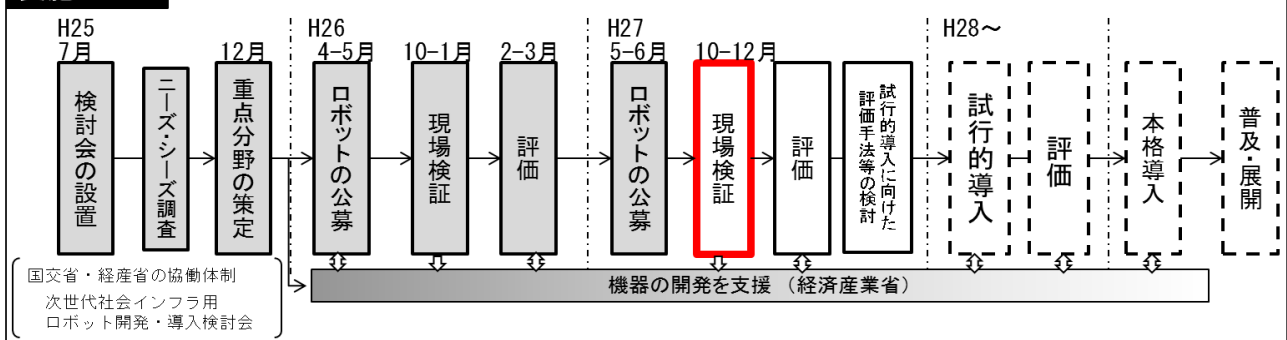 H25
7月
12月
H26
4-5月
10-1月
2-3月
H27
5-6月
10-12月
H28～
検討会の設置
ニーズ・シーズ調査
重点分野の策定
ロボットの公募
現場検証
評価
ロボットの公募
現場検証
評価
試行的導入に向けた
評価手法等の検討
試行的導入
評価
本格導入
普及・展開
国交省・経産省の協働体制
次世代社会インフラ用
ロボット開発・導入検討会
機器の開発を支援（経済産業省）